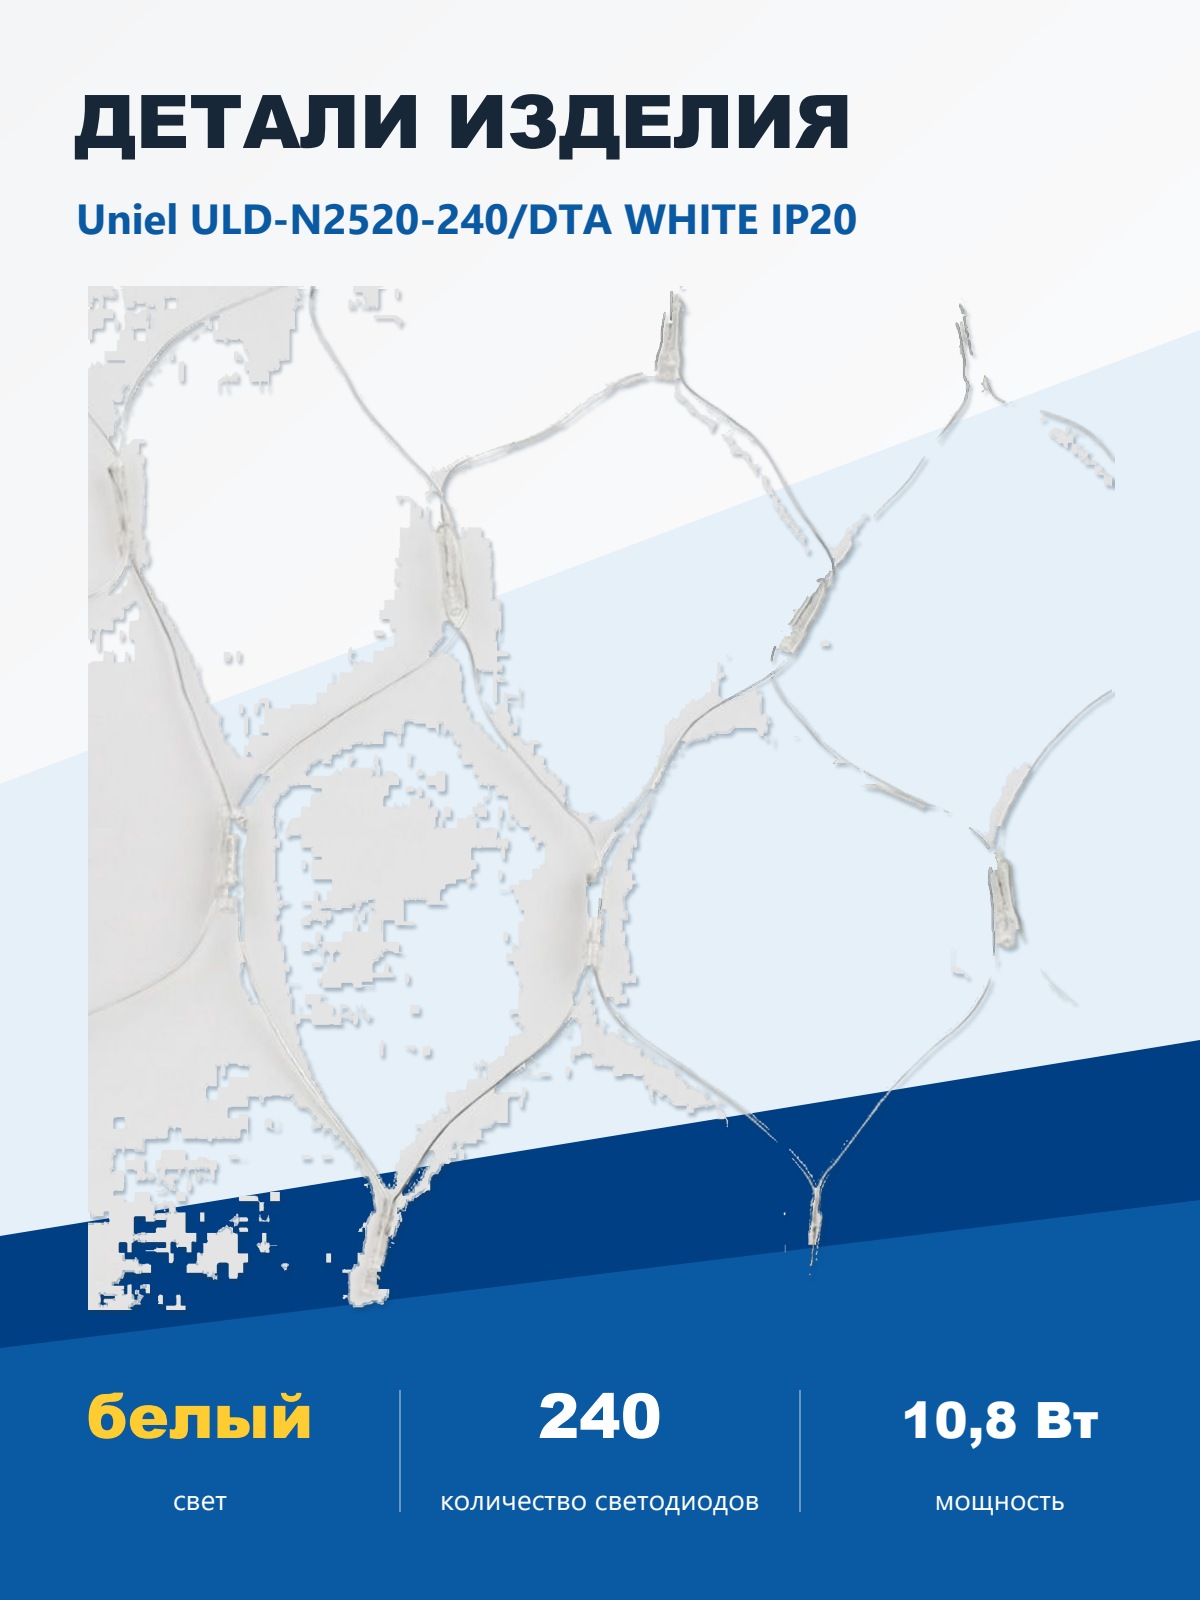 ДЕТАЛИ ИЗДЕЛИЯ
Uniel ULD-N2520-240/DTA WHITE IP20
белый
свет
240
количество светодиодов
10,8 Вт
мощность